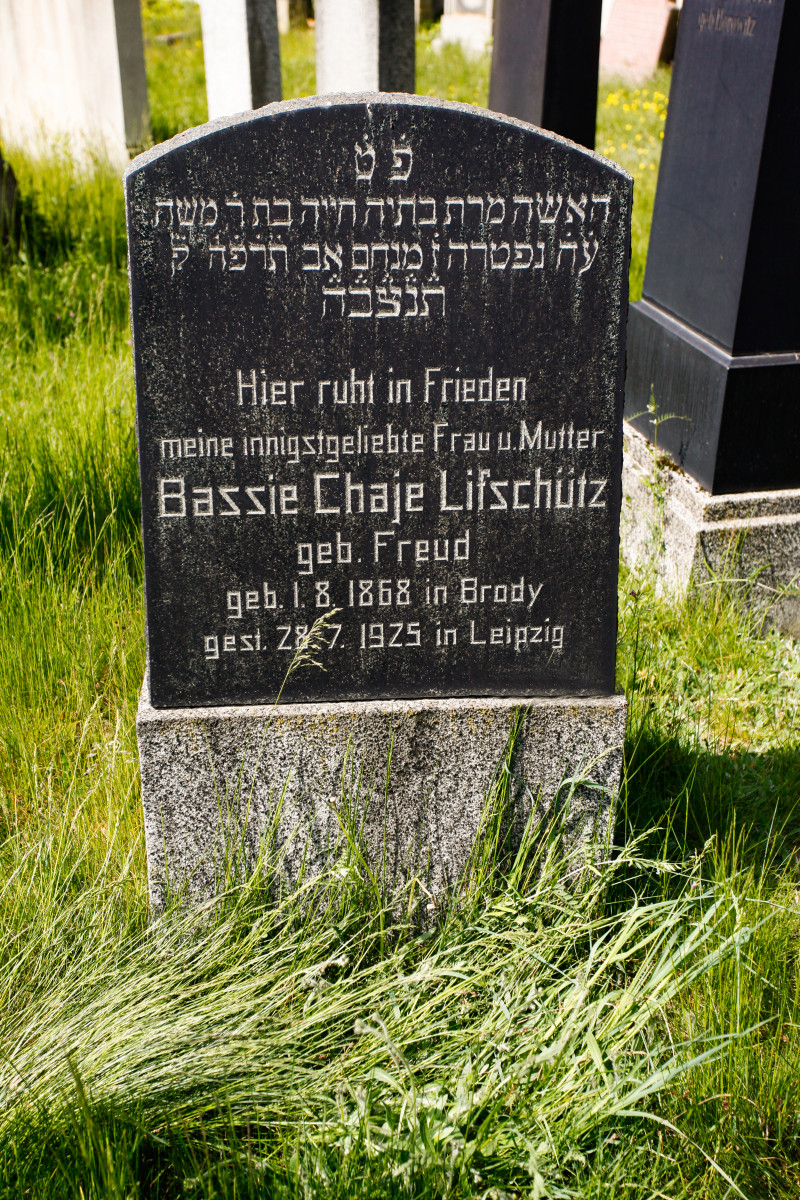 פ֗ ט֗
האשה מרת בתיה חיה בת ר֗ משה
ע֗ה֗ נפטרה ז֗ מנחם אב תרפ֗ה֗ ל֗ק֗
ת֗נ֗צ֗ב֗ה֗
Hier ruht in Frieden
meine innigstgeliebte Frau u. Mutter
Bassie Chaje Lifschütz
geb. Freud
geb. 1. 8. 1868 in Brody
gest. 28. 7. 1925 in Leipzig